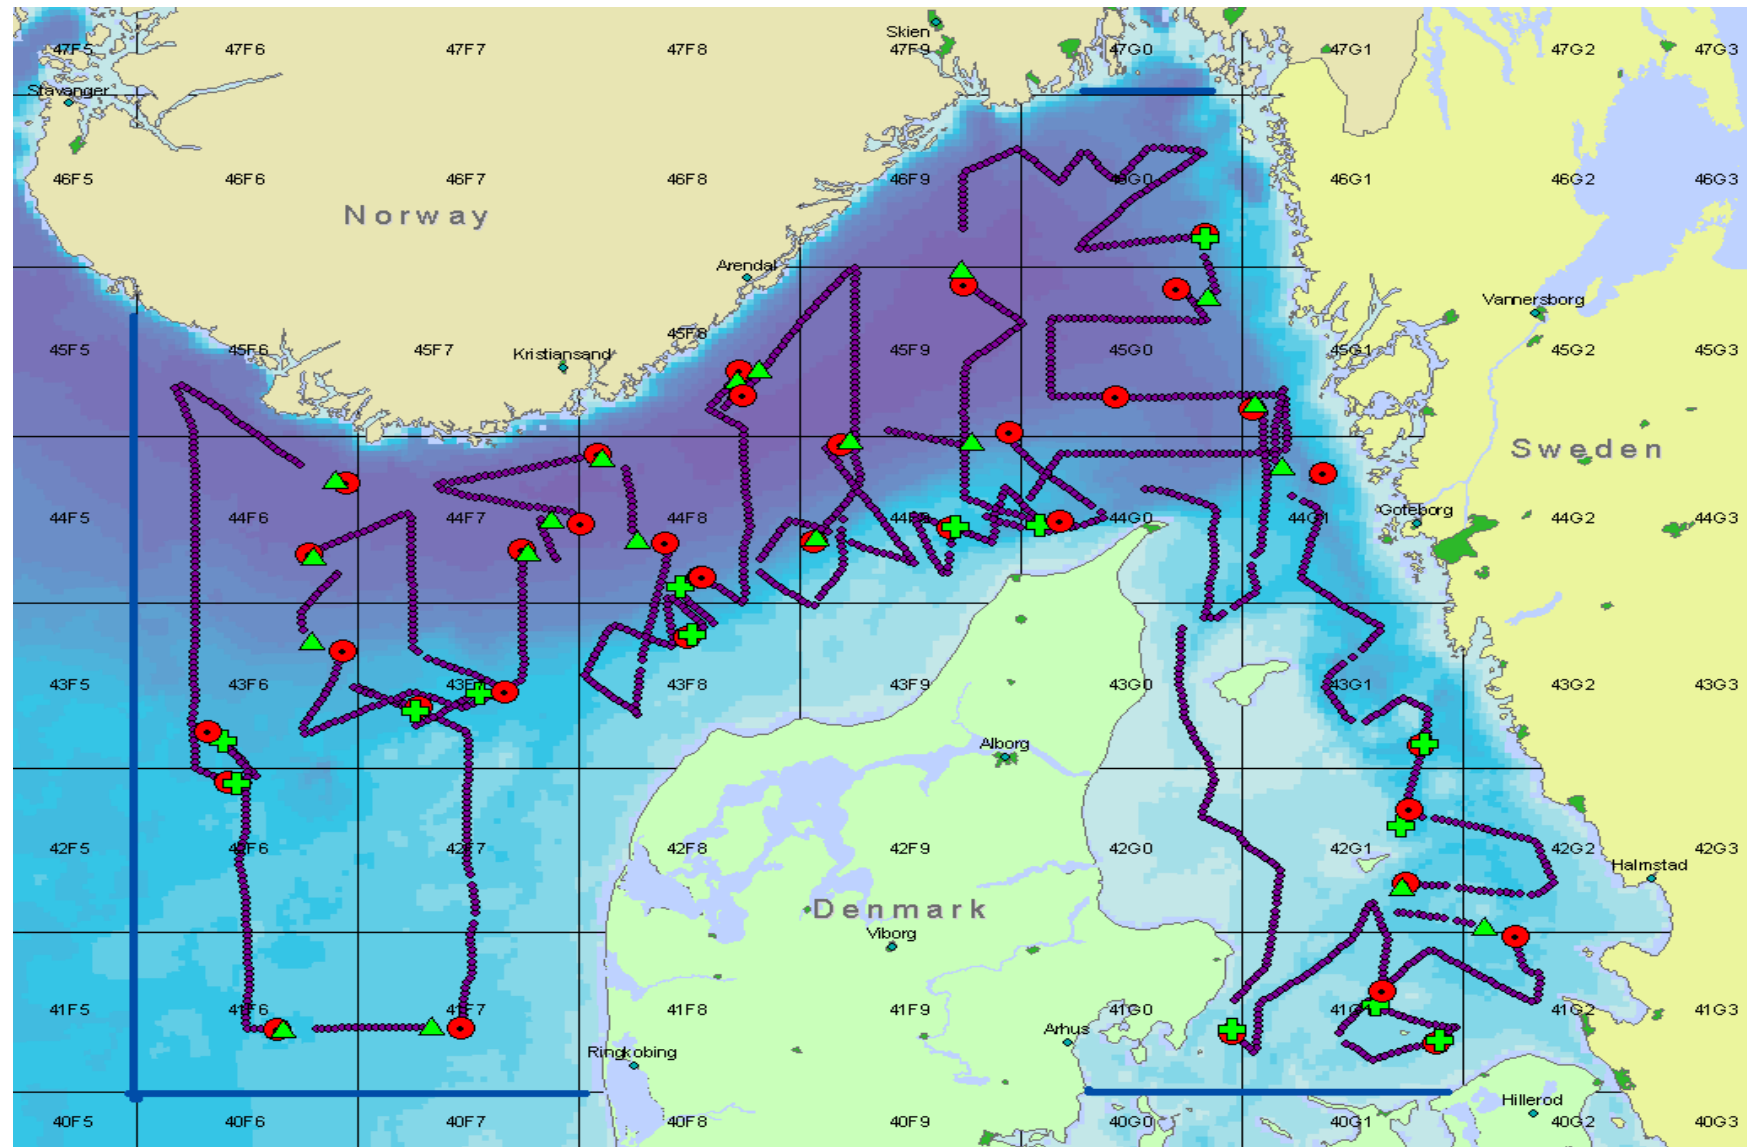 Skien
47F5 47F6 47F7 47F8 47F9 47G0 47G1 47G2 47G3
Stavanger
46F5 46F6 46F7 46F8 46F9 46G0 46G1 46G2 46G3
Norway
Arendal
Vannersborg
45F8
45F5 45F6 45F7 Kristiansand 45F9 45G0 45G1 45G2 45G3
Sweden
Goteborg
44F5 44F6 44F7 44F8 44F9 44G0 44G1 44G2 44G3
43F5 43F6 43F7 43F8 43F9 43G0 43G1 43G2 43G3
Alborg
42F5 42F6 42F7 42F8 42F9 42G0 42G1 42G2 42G3
Halmstad
Denmark
Viborg
41F5 41F6 41F7 41F8 41F9 41G0 41G1 41G2 41G3
Arhus
Ringkobing
Hillerod
40F5 40F6 40F7 40F8 40F9 40G0 40G1 40G2 40G3